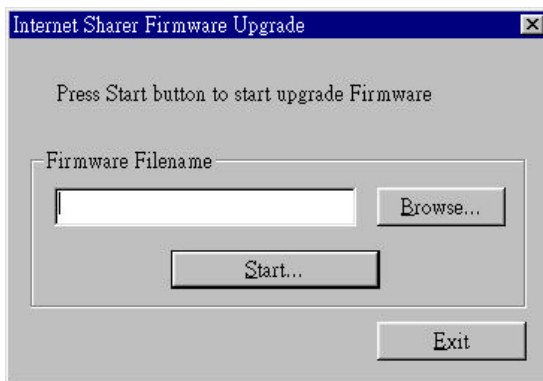 Internet Sharer Firmware Upgrade
Press Start button to start upgrade Firmware
Firmware Filename
Browse...
Start...
Exit